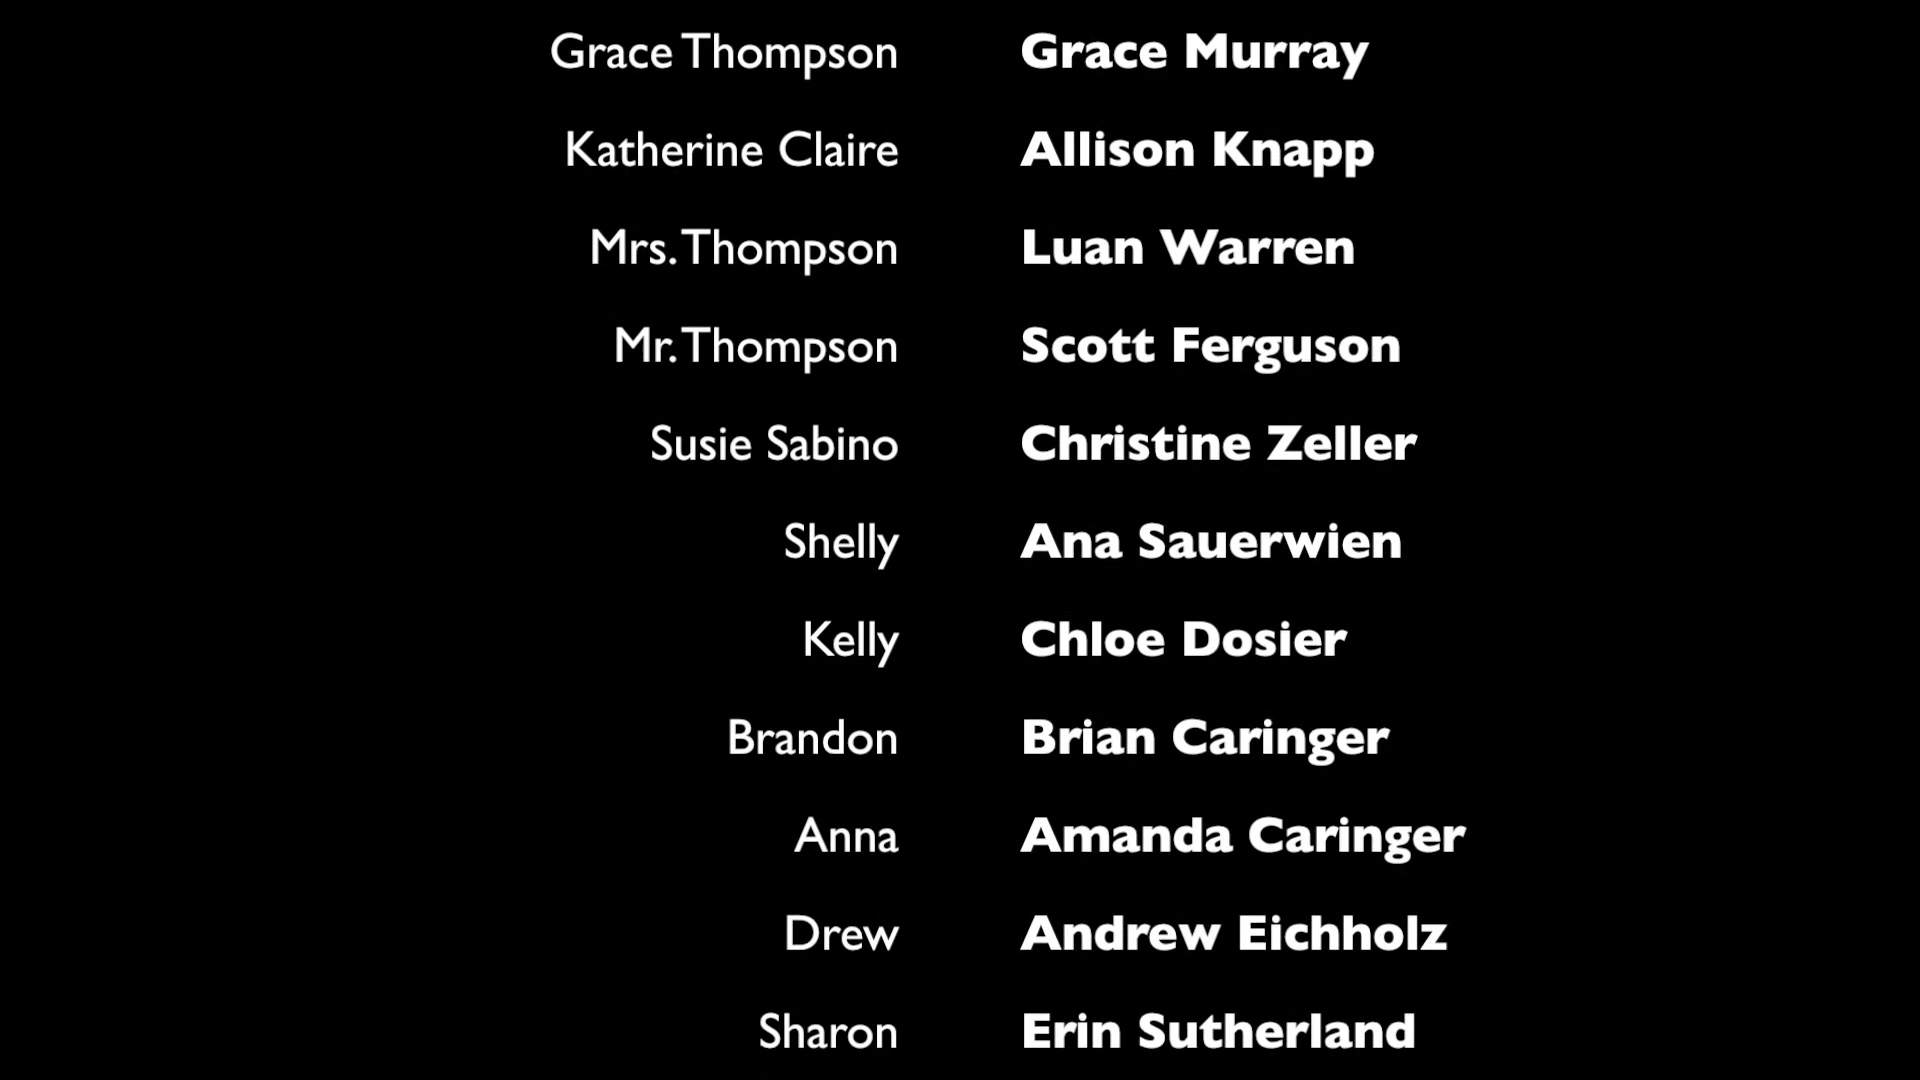 Grace Thompson Grace Murray
Katherine Claire Allison Knapp
Mrs. Thompson Luan Warren
Mr. Thompson Scott Ferguson
Susie Sabino Christine Zeller
Shelly Ana Sauerwien
Kelly Chloe Dosier
Brandon Brian Caringer
Anna Amanda Caringer
Drew Andrew Eichholz
Sharon Erin Sutherland